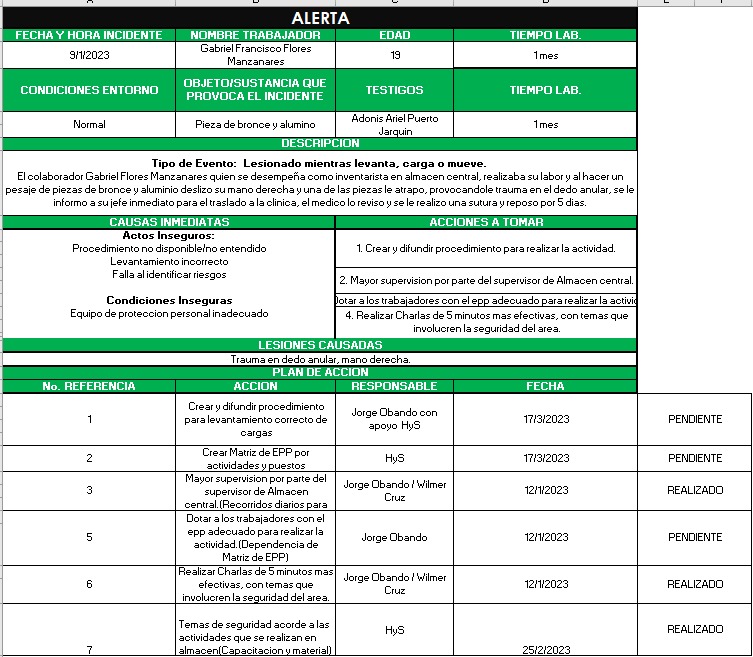 ALERTA
FECHA Y HORA INCIDENTE NOMBRE TRABAJADOR EDAD TIEMPO LAB.
9/1/2023 Gabriel Francisco Flores Manzanares 19 1 mes
CONDICIONES ENTORNO OBJETO/SUSTANCIA QUE PROVOCA EL INCIDENTE TESTIGOS TIEMPO LAB.
Normal Pieza de bronce y alumino Adonis Ariel Puerto Jarquin 1 mes
DESCRIPCION
Tipo de Evento: Lesionado mientras levanta, carga o mueve.
El colaborador Gabriel Flores Manzanares quien se desempeña como inventarista en almacen central, realizaba su labor y al hacer un
pesaje de piezas de bronce y aluminio deslizo su mano derecha y una de las piezas le atrapo, provocandole trauma en el dedo anular, se le
informo a su jefe inmediato para el traslado a la clinica, el medico lo reviso y se le realizo una sutura y reposo por 5 dias.
CAUSAS INMEDIATAS
Actos Inseguros:
Procedimiento no disponible/no entendido
Levantamiento incorrecto
Falla al identificar riesgos
Condiciones Inseguras
Equipo de proteccion personal inadecuado
ACCIONES A TOMAR
1. Crear y difundir procedimiento para realizar la actividad.
2. Mayor supervision por parte del supervisor de Almacen central.
Dotar a los trabajadores con el epp adecuado para realizar la activid
4. Realizar Charlas de 5 minutos mas efectivas, con temas que
involucren la seguridad del area.
LESIONES CAUSADAS
Trauma en dedo anular, mano derecha.
PLAN DE ACCION
No. REFERENCIA ACCION RESPONSABLE FECHA
1 Crear y difundir procedimiento para levantamiento correcto de cargas Jorge Obando con apoyo HyS 17/3/2023 PENDIENTE
2 Crear Matriz de EPP por actividades y puestos HyS 17/3/2023 PENDIENTE
3 Mayor supervision por parte del supervisor de Almacen central.(Recorridos diarios para Jorge Obando / Wilmer Cruz 12/1/2023 REALIZADO
5 Dotar a los trabajadores con el epp adecuado para realizar la actividad.(Dependencia de Matriz de EPP) Jorge Obando 12/1/2023 PENDIENTE
6 Realizar Charlas de 5 minutos mas efectivas, con temas que involucren la seguridad del area. Jorge Obando / Wilmer Cruz 12/1/2023 REALIZADO
7 Temas de seguridad acorde a las actividades que se realizan en almacen(Capacitacion y material) HyS 25/2/2023 REALIZADO